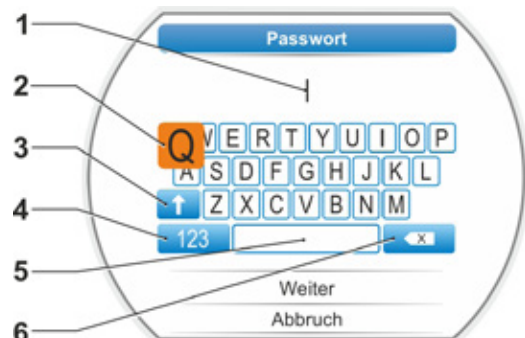 1
Passwort
2
Q W E R T Y U I O P
3
A S D F G H J K L
Z X C V B N M
4
123
5
Weiter
Abbruch
6